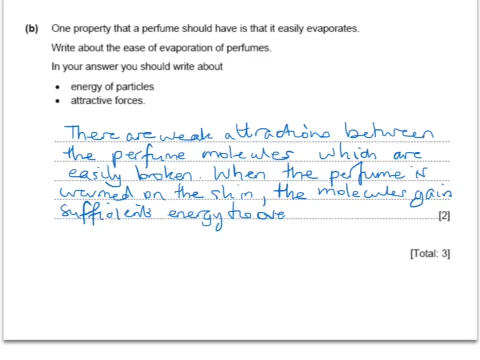 (b) One property that a perfume should have is that it easily evaporates.
Write about the ease of evaporation of perfumes.
In your answer you should write about
• energy of particles
• attractive forces.
There are weak attractions between
the perfume molecules which are
easily broken. When the perfume is
warmed on the skin, the molecules gain
sufficient energy to
[2]
[Total: 3]